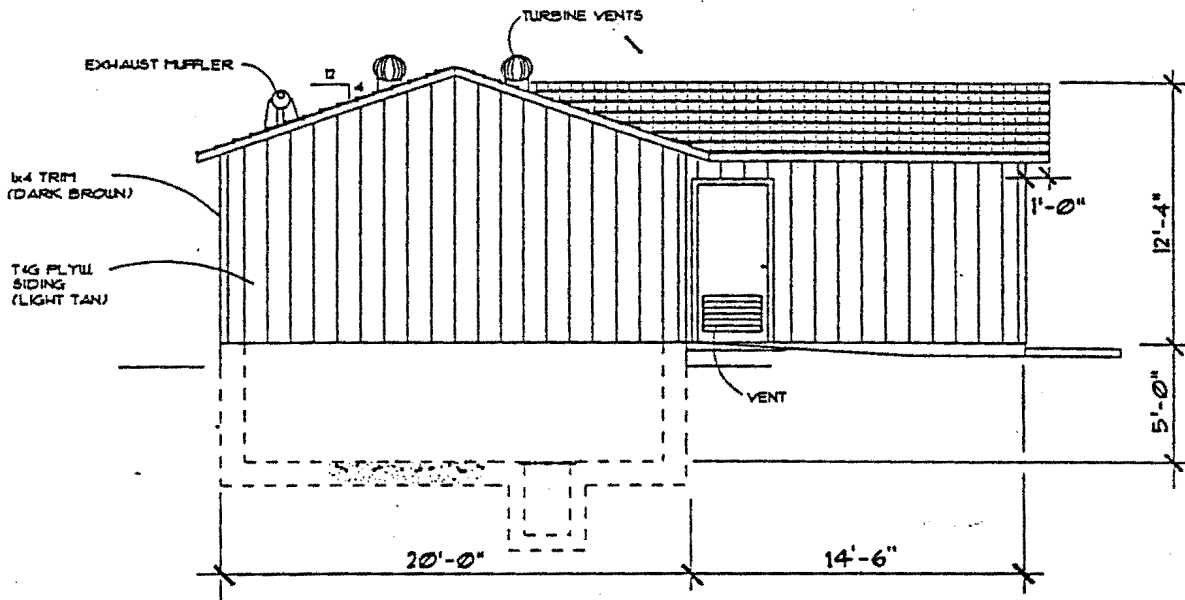 TURBINE VENTS
EXHAUST MUFFLER
12
4
1x4 TRIM
(DARK BROWN)
1'-0"
12'-4"
T&G PLYW.
SIDING
(LIGHT TAN)
VENT
5'-0"
20'-0"
14'-6"